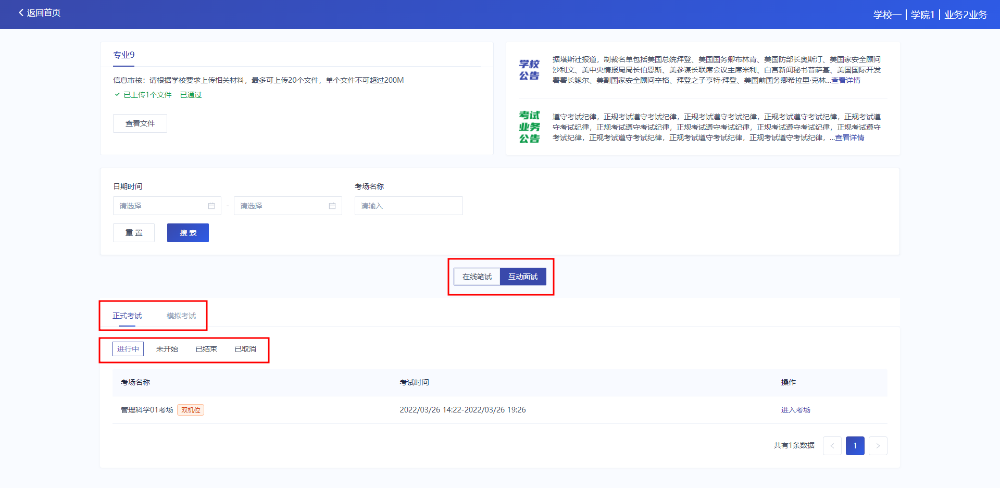 返回首页
学校一 | 学院1 | 业务2业务
专业9
信息审核：请根据学校要求上传相关材料，最多可上传20个文件，单个文件不可超过200M
已上传1个文件 已通过
查看文件
学校
公告
据塔斯社报道，制裁名单包括美国总统拜登、美国国务卿布林肯、美国防部长奥斯汀、美国家安全顾问
沙利文、美中央情报局局长伯恩斯、美参谋长联席会议主席米利、白宫新闻秘书普萨基、美国国际开发
署署长鲍尔、美副国家安全顾问辛格、拜登之子亨特·拜登、美国前国务卿希拉里·克林...查看详情
考试
业务
公告
遵守考试纪律，正规考试遵守考试纪律，正规考试遵守考试纪律，正规考试遵守考试纪律，正规考试遵
守考试纪律，正规考试遵守考试纪律，正规考试遵守考试纪律，正规考试遵守考试纪律，正规考试遵守
考试纪律，正规考试遵守考试纪律，正规考试遵守考试纪律，正规考试遵守考试纪律，...查看详情
日期时间 考场名称
请选择 - 请选择 请输入
重 置 搜 索
在线笔试 互动面试
正式考试 模拟考试
进行中 未开始 已结束 已取消
考场名称 考试时间 操作
管理科学01考场 双机位 2022/03/26 14:22-2022/03/26 19:26 进入考场
共有1条数据 < 1 >